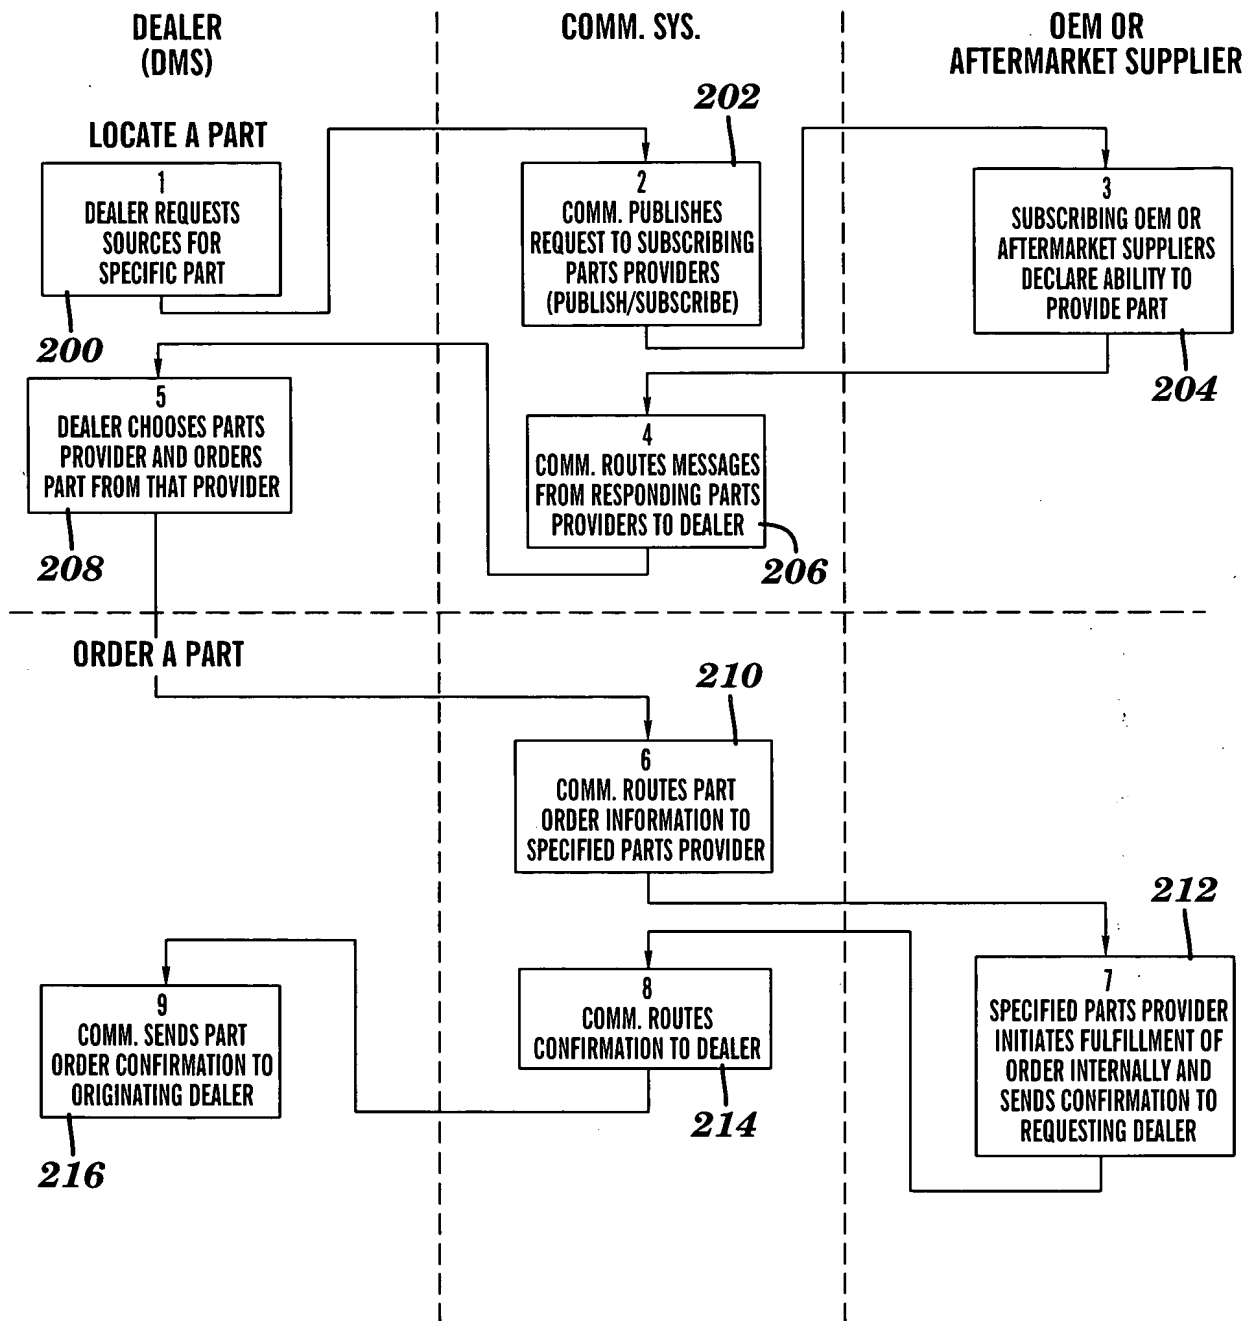 DEALER
(DMS)
COMM. SYS.
OEM OR
AFTERMARKET SUPPLIER
LOCATE A PART
1
DEALER REQUESTS
SOURCES FOR
SPECIFIC PART
200
202
2
COMM. PUBLISHES
REQUEST TO SUBSCRIBING
PARTS PROVIDERS
(PUBLISH/SUBSCRIBE)
3
SUBSCRIBING OEM OR
AFTERMARKET SUPPLIERS
DECLARE ABILITY TO
PROVIDE PART
204
4
COMM. ROUTES MESSAGES
FROM RESPONDING PARTS
PROVIDERS TO DEALER
206
5
DEALER CHOOSES PARTS
PROVIDER AND ORDERS
PART FROM THAT PROVIDER
208
ORDER A PART
210
6
COMM. ROUTES PART
ORDER INFORMATION TO
SPECIFIED PARTS PROVIDER
212
7
SPECIFIED PARTS PROVIDER
INITIATES FULFILLMENT OF
ORDER INTERNALLY AND
SENDS CONFIRMATION TO
REQUESTING DEALER
8
COMM. ROUTES
CONFIRMATION TO DEALER
214
9
COMM. SENDS PART
ORDER CONFIRMATION TO
ORIGINATING DEALER
216